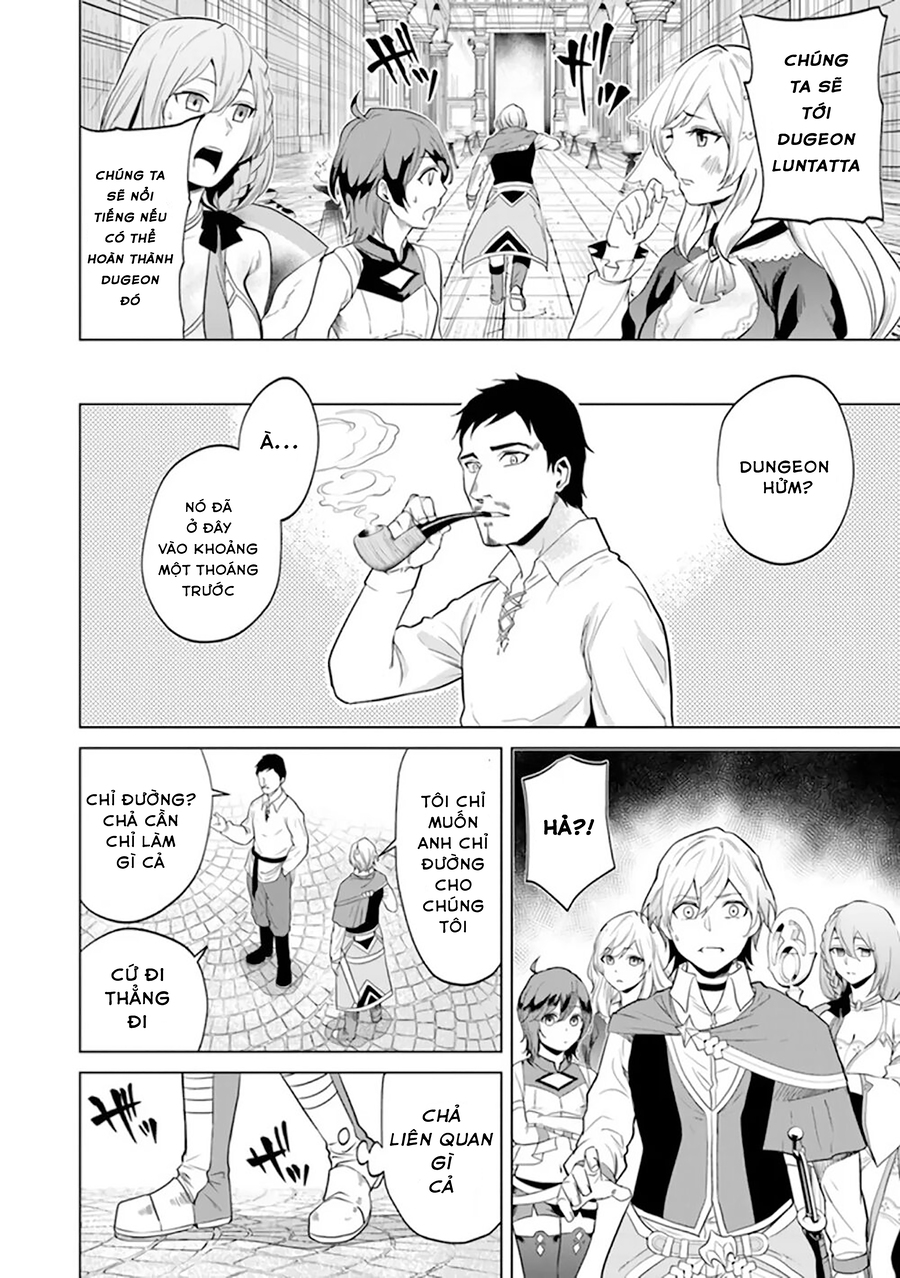 CHÚNG
TA SẼ
TỚI
DUGEON
LUNTATTA
CHÚNG TA
SẼ NỔI
TIẾNG NẾU
CÓ THỂ
HOÀN THÀNH
DUGEON
ĐÓ
DUNGEON
HỬM?
À...
NÓ ĐÃ
Ở ĐÂY
VÀO KHOẢNG
MỘT THOÁNG
TRƯỚC
HẢ?!
TÔI CHỈ
MUỐN
ANH CHỈ
ĐƯỜNG
CHO
CHÚNG
TÔI
CHỈ ĐƯỜNG?
CHẢ CẦN
CHỈ LÀM
GÌ CẢ
CỨ ĐI
THẲNG
ĐI
CHẢ
LIÊN QUAN
GÌ
CẢ